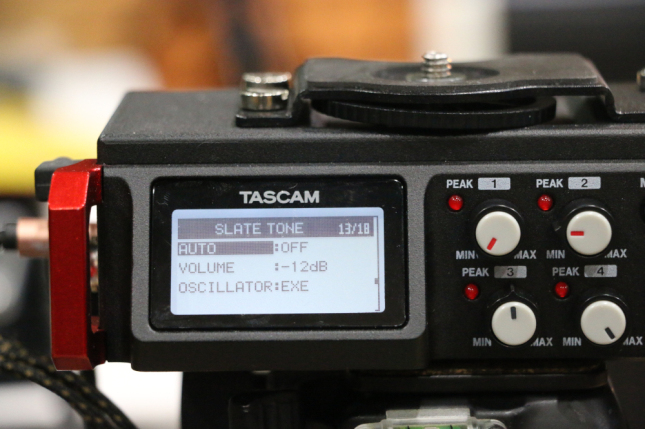 TASCAM
SLATE TONE 13/18
AUTO :OFF
VOLUME :-12dB
OSCILLATOR:EXE
PEAK 1
PEAK 2
MIN MAX
MIN MAX
PEAK 3
PEAK 4
MIN MAX
MIN MAX